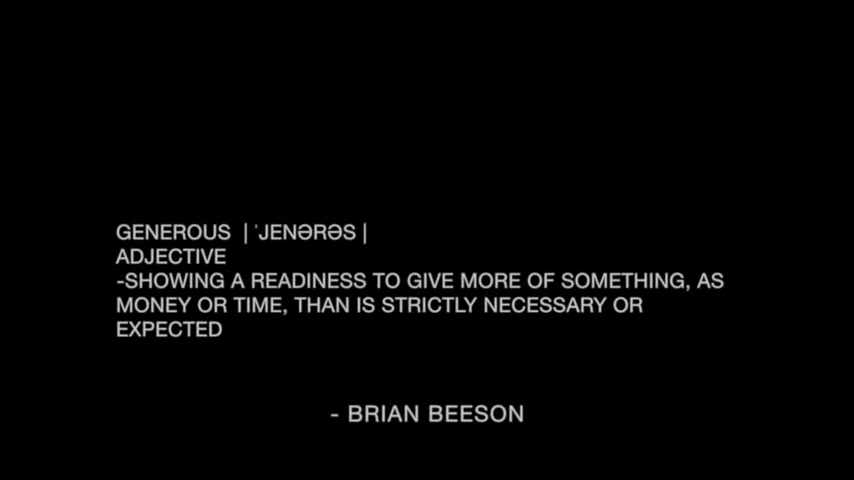 GENEROUS | ˈJENƏRƏS |
ADJECTIVE
-SHOWING A READINESS TO GIVE MORE OF SOMETHING, AS
MONEY OR TIME, THAN IS STRICTLY NECESSARY OR
EXPECTED
- BRIAN BEESON